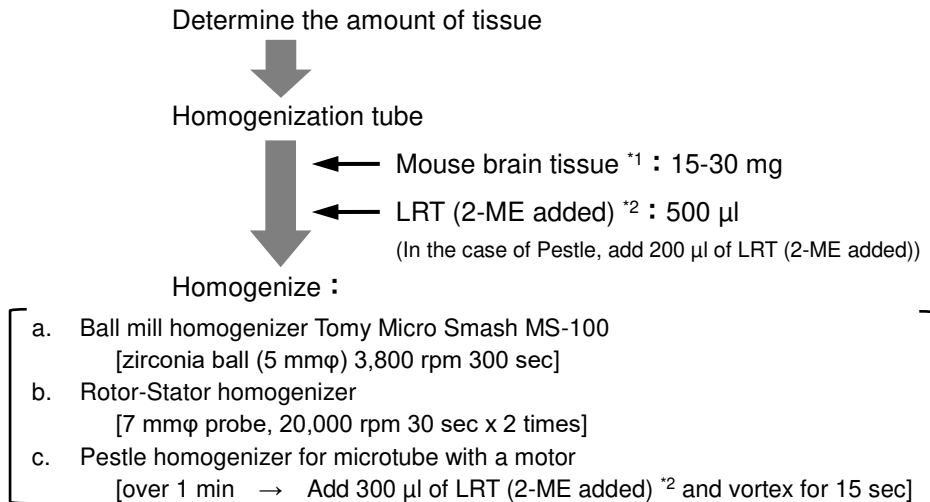 Determine the amount of tissue
Homogenization tube
Mouse brain tissue *1 : 15-30 mg
LRT (2-ME added) *2 : 500 µl
(In the case of Pestle, add 200 µl of LRT (2-ME added))
Homogenize :
a. Ball mill homogenizer Tomy Micro Smash MS-100
[zirconia ball (5 mmφ) 3,800 rpm 300 sec]
b. Rotor-Stator homogenizer
[7 mmφ probe, 20,000 rpm 30 sec x 2 times]
c. Pestle homogenizer for microtube with a motor
[over 1 min → Add 300 µl of LRT (2-ME added) *2 and vortex for 15 sec]